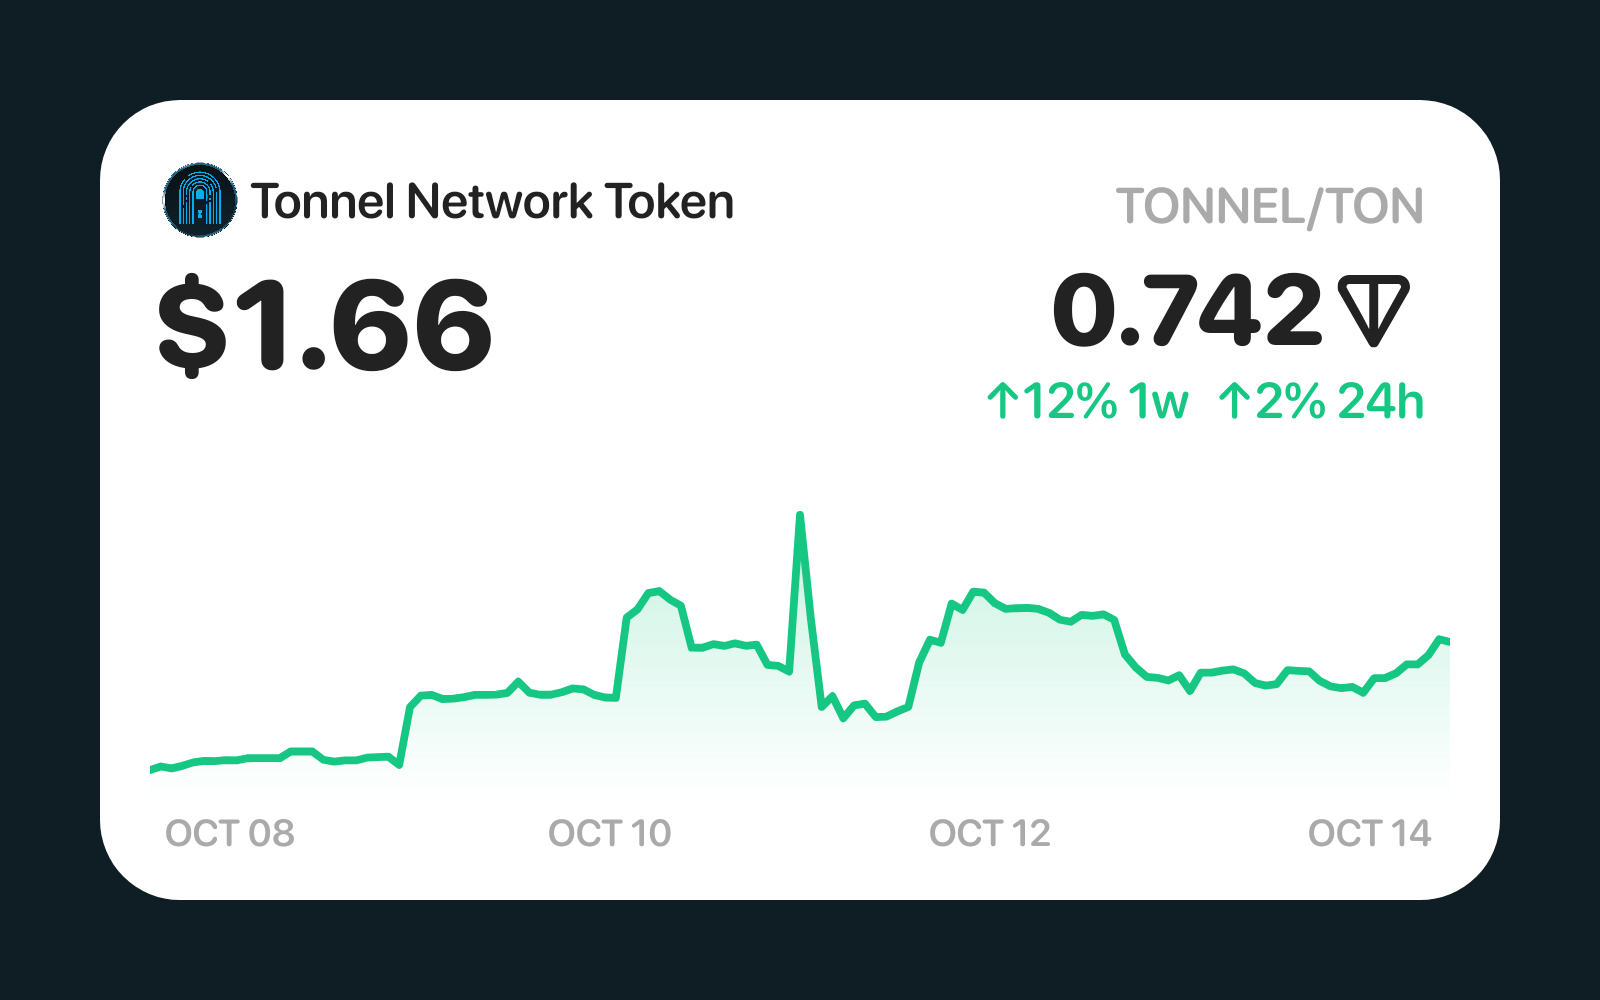 Tonnel Network Token
TONNEL/TON
$1.66
0.742
↑12% 1w ↑2% 24h
OCT 08 OCT 10 OCT 12 OCT 14